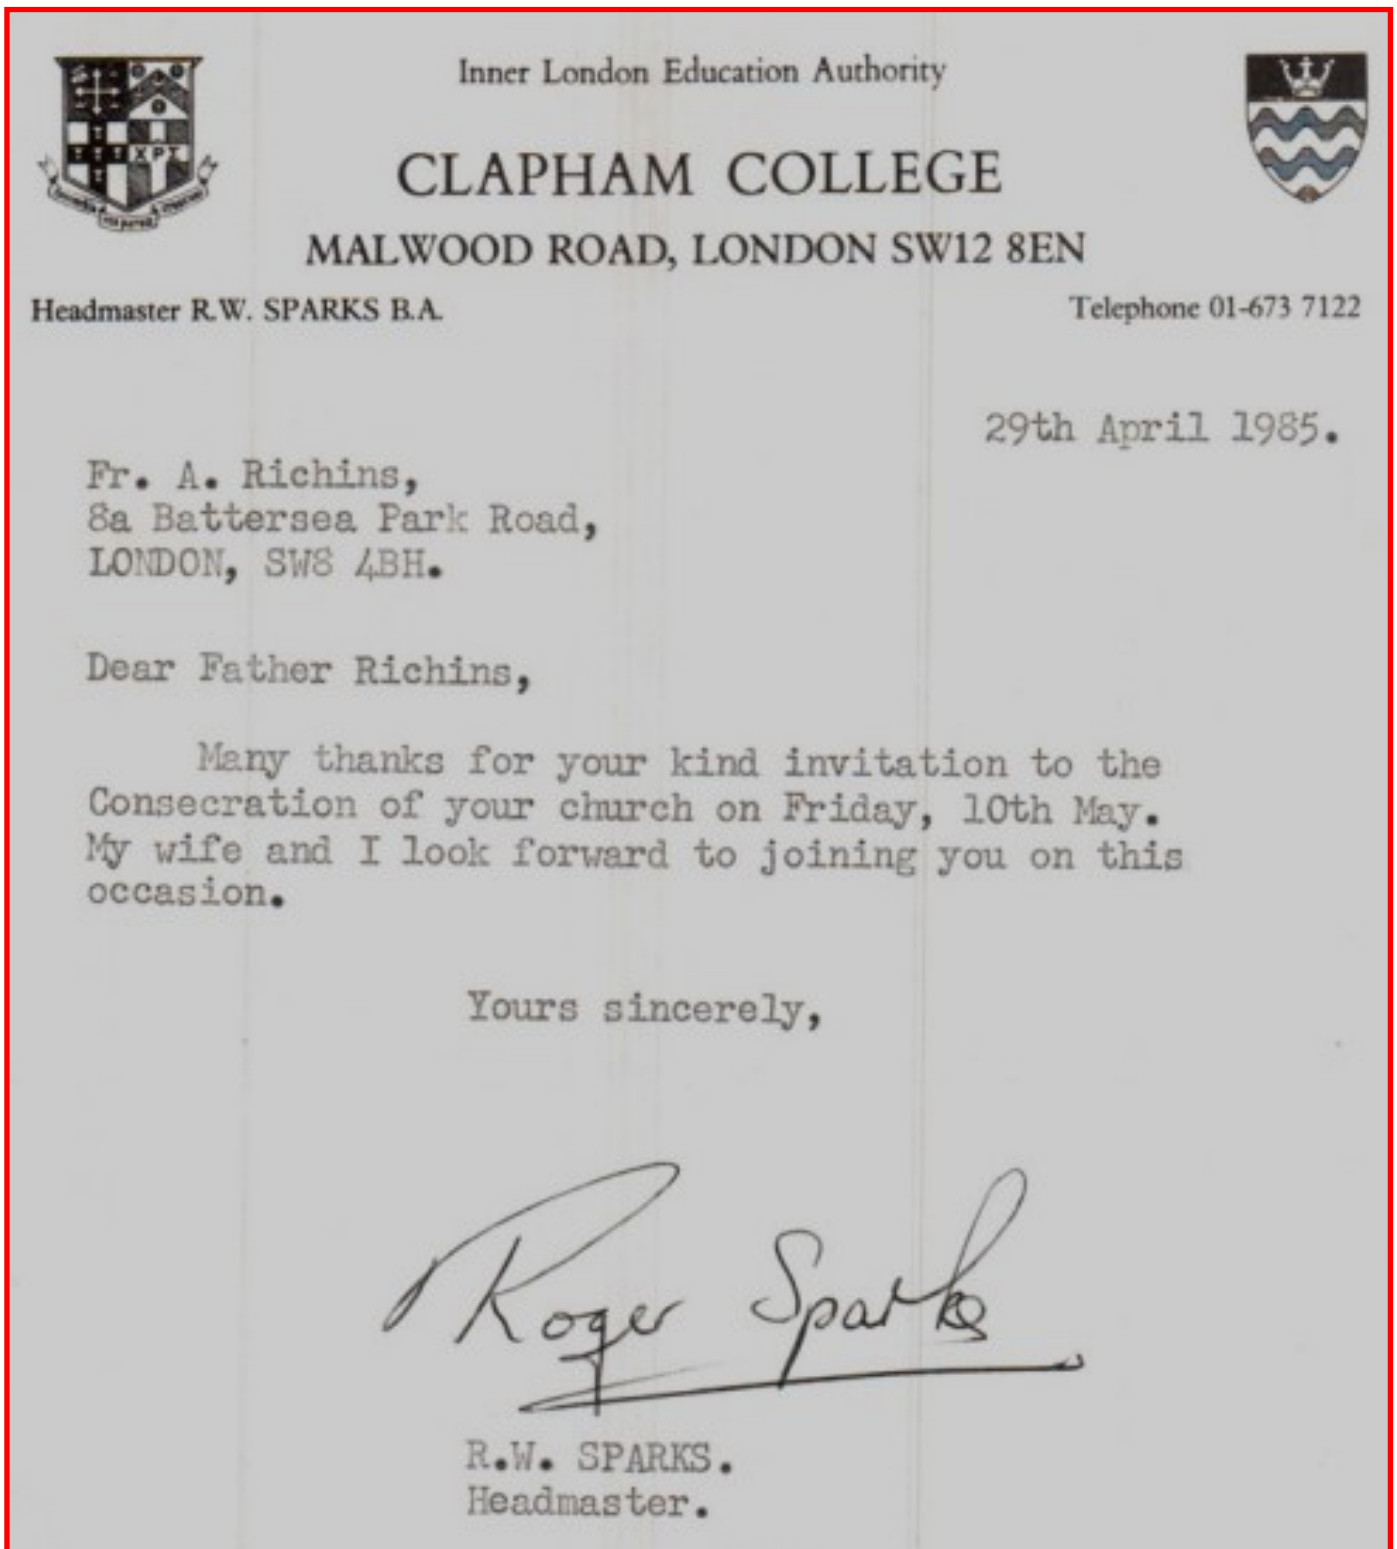 Inner London Education Authority
CLAPHAM COLLEGE
MALWOOD ROAD, LONDON SW12 8EN
Headmaster R.W. SPARKS B.A.
Telephone 01-673 7122
29th April 1985.
Fr. A. Richins,
8a Battersea Park Road,
LONDON, SW8 4BH.
Dear Father Richins,
Many thanks for your kind invitation to the
Consecration of your church on Friday, 10th May.
My wife and I look forward to joining you on this
occasion.
Yours sincerely,
Roger Sparks
R.W. SPARKS.
Headmaster.